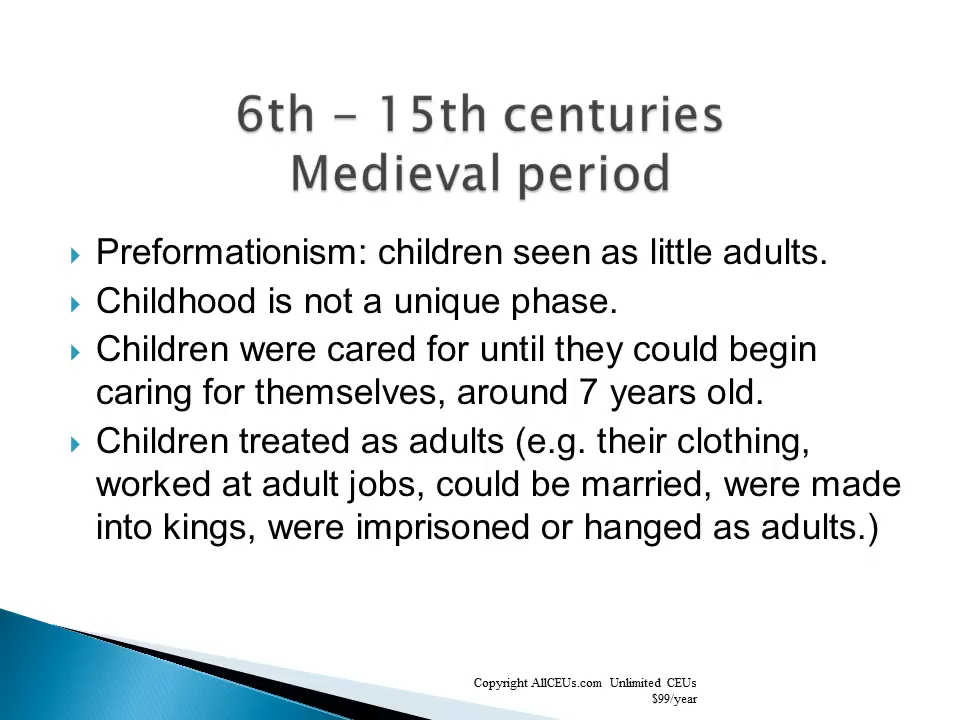 6th – 15th centuries
Medieval period
Preformationism: children seen as little adults.
Childhood is not a unique phase.
Children were cared for until they could begin
caring for themselves, around 7 years old.
Children treated as adults (e.g. their clothing,
worked at adult jobs, could be married, were made
into kings, were imprisoned or hanged as adults.)
Copyright AllCEUs.com Unlimited CEUs
$99/year